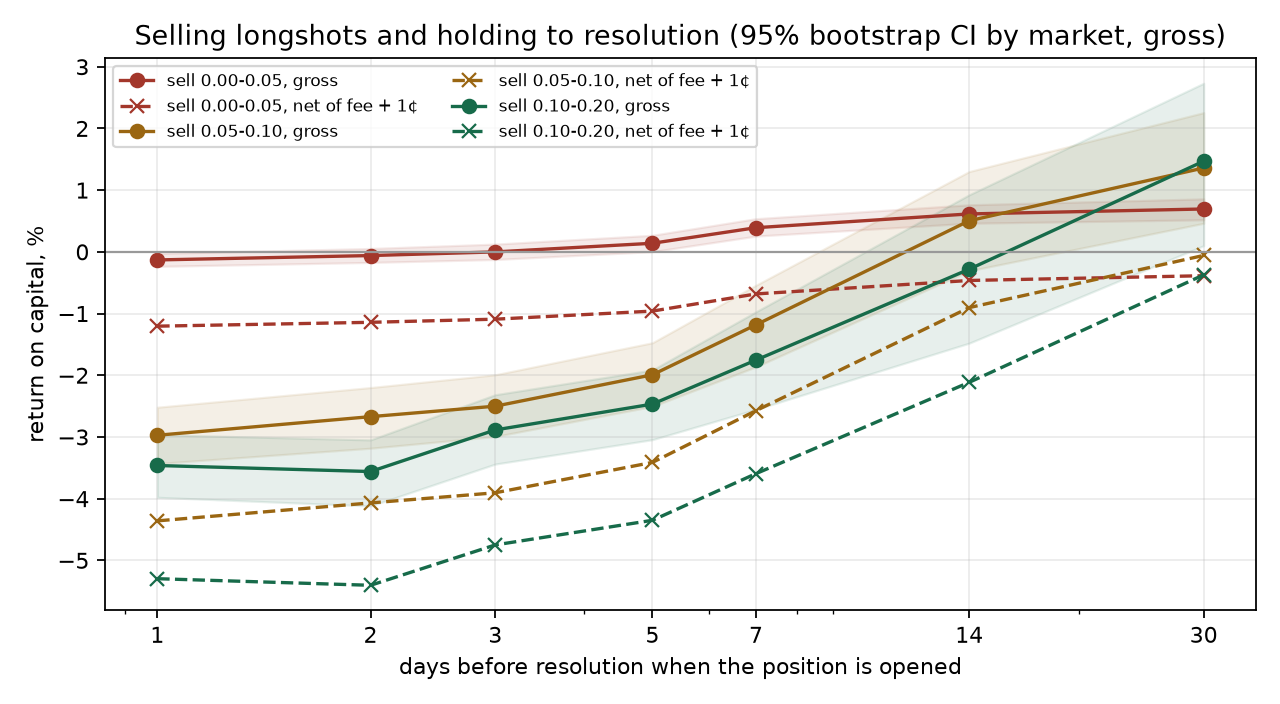 Selling longshots and holding to resolution (95% bootstrap CI by market, gross)
sell 0.00-0.05, gross
sell 0.00-0.05, net of fee + 1¢
sell 0.05-0.10, gross
sell 0.05-0.10, net of fee + 1¢
sell 0.10-0.20, gross
sell 0.10-0.20, net of fee + 1¢
return on capital, %
3
2
1
0
−1
−2
−3
−4
−5
1 2 3 5 7 14 30
days before resolution when the position is opened